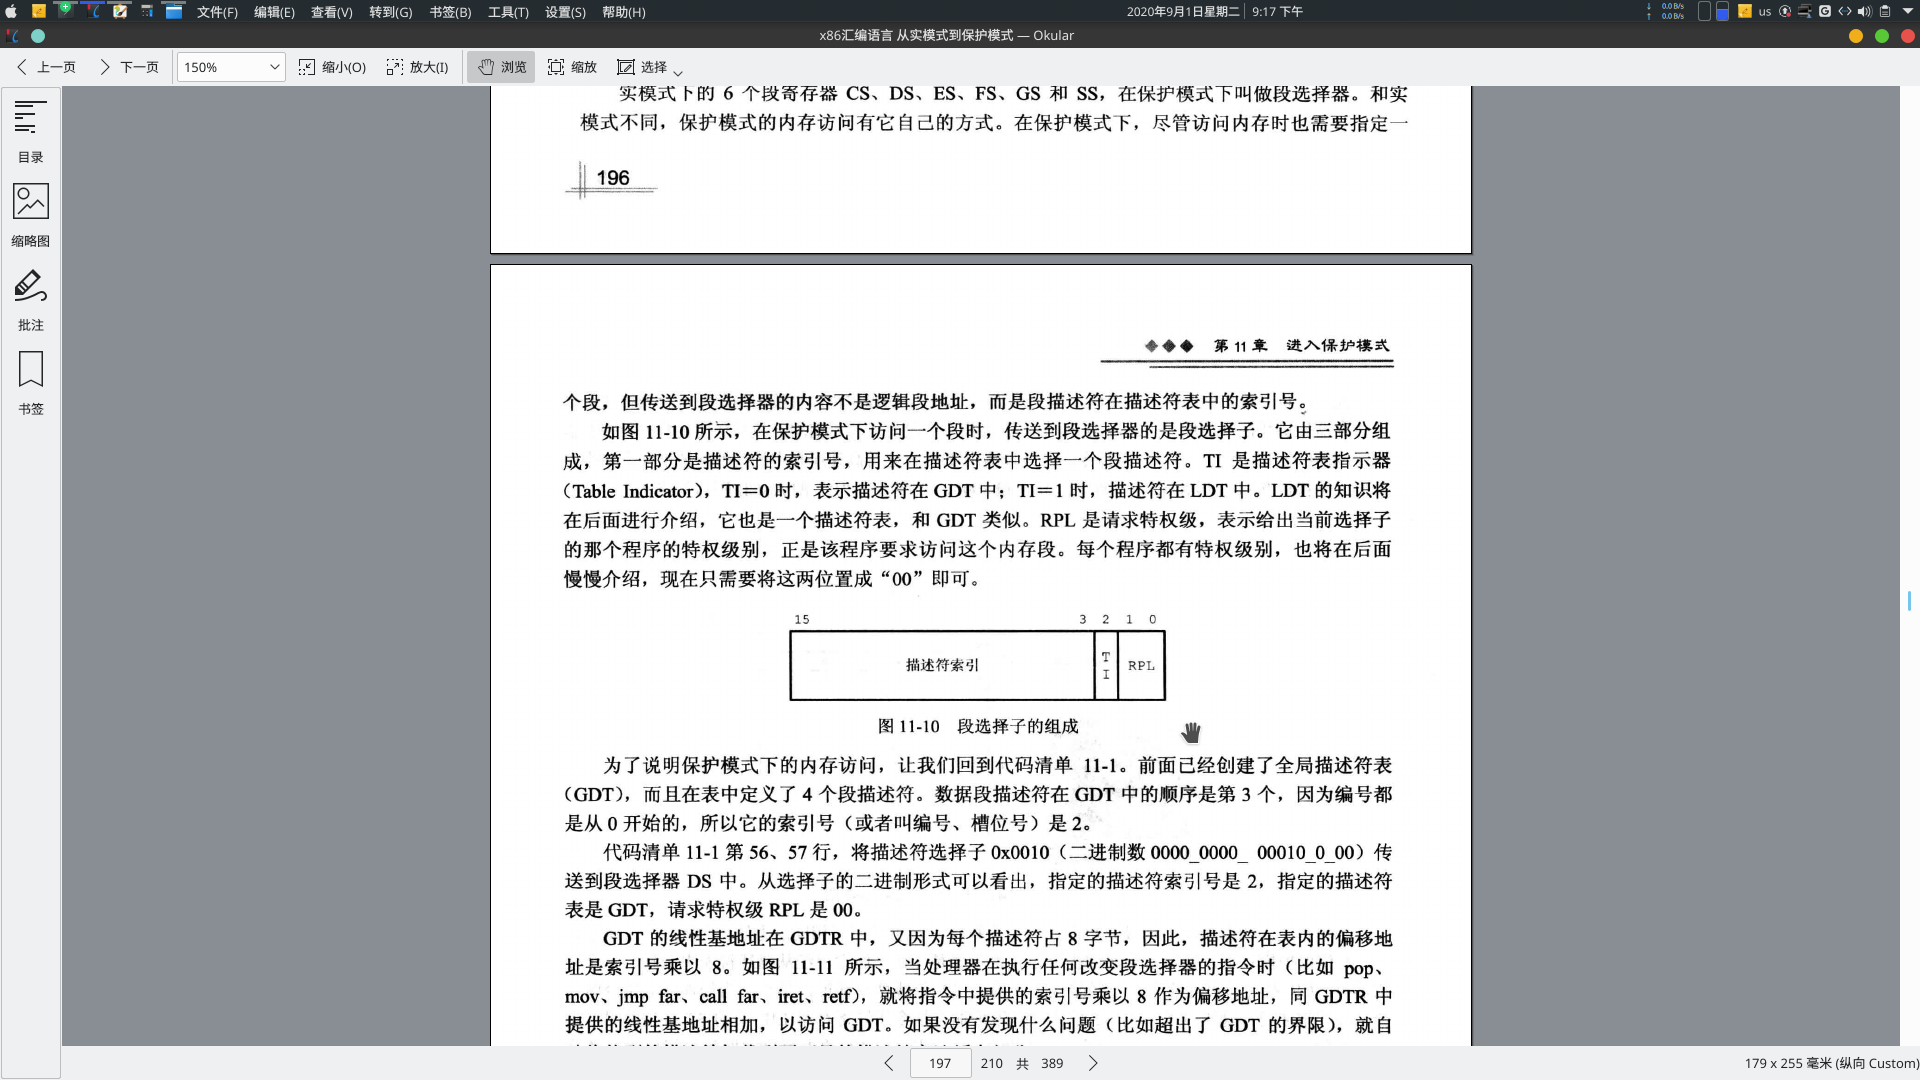 文件(F) 编辑(E) 查看(V) 转到(G) 书签(B) 工具(T) 设置(S) 帮助(H) 2020年9月1日星期二 9:17 下午 0.0 B/s 0.0 B/s us
x86汇编语言 从实模式到保护模式 — Okular
上一页 下一页 150% 缩小(O) 放大(I) 浏览 缩放 选择
目录
缩略图
批注
书签
实模式下的 6 个段寄存器 CS、DS、ES、FS、GS 和 SS，在保护模式下叫做段选择器。和实
模式不同，保护模式的内存访问有它自己的方式。在保护模式下，尽管访问内存时也需要指定一
196
第 11 章 进入保护模式
个段，但传送到段选择器的内容不是逻辑段地址，而是段描述符在描述符表中的索引号。
如图 11-10 所示，在保护模式下访问一个段时，传送到段选择器的是段选择子。它由三部分组
成，第一部分是描述符的索引号，用来在描述符表中选择一个段描述符。TI 是描述符表指示器
（Table Indicator），TI＝0 时，表示描述符在 GDT 中；TI＝1 时，描述符在 LDT 中。LDT 的知识将
在后面进行介绍，它也是一个描述符表，和 GDT 类似。RPL 是请求特权级，表示给出当前选择子
的那个程序的特权级别，正是该程序要求访问这个内存段。每个程序都有特权级别，也将在后面
慢慢介绍，现在只需要将这两位置成“00”即可。
15 3 2 1 0
描述符索引 TI RPL
图 11-10 段选择子的组成
为了说明保护模式下的内存访问，让我们回到代码清单 11-1。前面已经创建了全局描述符表
（GDT），而且在表中定义了 4 个段描述符。数据段描述符在 GDT 中的顺序是第 3 个，因为编号都
是从 0 开始的，所以它的索引号（或者叫编号、槽位号）是 2。
代码清单 11-1 第 56、57 行，将描述符选择子 0x0010（二进制数 0000_0000_ 00010_0_00）传
送到段选择器 DS 中。从选择子的二进制形式可以看出，指定的描述符索引号是 2，指定的描述符
表是 GDT，请求特权级 RPL 是 00。
GDT 的线性基地址在 GDTR 中，又因为每个描述符占 8 字节，因此，描述符在表内的偏移地
址是索引号乘以 8。如图 11-11 所示，当处理器在执行任何改变段选择器的指令时（比如 pop、
mov、jmp far、call far、iret、retf），就将指令中提供的索引号乘以 8 作为偏移地址，同 GDTR 中
提供的线性基地址相加，以访问 GDT。如果没有发现什么问题（比如超出了 GDT 的界限），就自
197 210 共 389 179 x 255 毫米 (纵向 Custom)